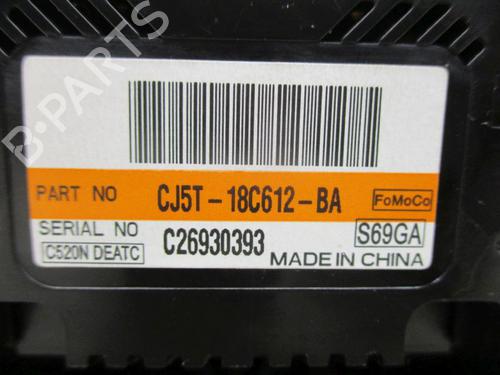 B·PARTS
PART NO CJ5T-18C612-BA FoMoCo
SERIAL NO C26930393 S69GA
C520N DEATC MADE IN CHINA